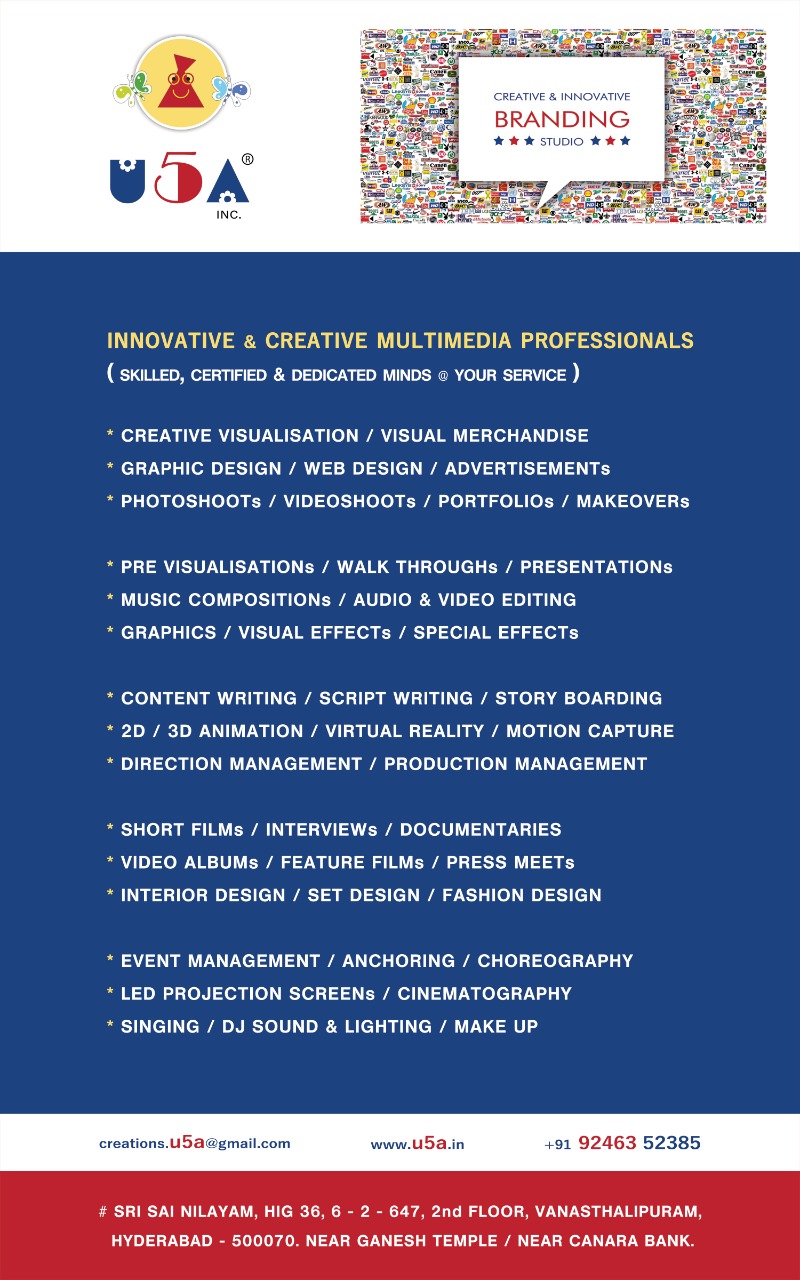 U5A®
INC.
CREATIVE & INNOVATIVE
BRANDING
STUDIO
INNOVATIVE & CREATIVE MULTIMEDIA PROFESSIONALS
( SKILLED, CERTIFIED & DEDICATED MINDS @ YOUR SERVICE )
* CREATIVE VISUALISATION / VISUAL MERCHANDISE
* GRAPHIC DESIGN / WEB DESIGN / ADVERTISEMENTs
* PHOTOSHOOTs / VIDEOSHOOTs / PORTFOLIOs / MAKEOVERs
* PRE VISUALISATIONs / WALK THROUGHs / PRESENTATIONs
* MUSIC COMPOSITIONs / AUDIO & VIDEO EDITING
* GRAPHICS / VISUAL EFFECTs / SPECIAL EFFECTs
* CONTENT WRITING / SCRIPT WRITING / STORY BOARDING
* 2D / 3D ANIMATION / VIRTUAL REALITY / MOTION CAPTURE
* DIRECTION MANAGEMENT / PRODUCTION MANAGEMENT
* SHORT FILMs / INTERVIEWs / DOCUMENTARIES
* VIDEO ALBUMs / FEATURE FILMs / PRESS MEETs
* INTERIOR DESIGN / SET DESIGN / FASHION DESIGN
* EVENT MANAGEMENT / ANCHORING / CHOREOGRAPHY
* LED PROJECTION SCREENs / CINEMATOGRAPHY
* SINGING / DJ SOUND & LIGHTING / MAKE UP
creations.u5a@gmail.com www.u5a.in +91 92463 52385
# SRI SAI NILAYAM, HIG 36, 6 - 2 - 647, 2nd FLOOR, VANASTHALIPURAM,
HYDERABAD - 500070. NEAR GANESH TEMPLE / NEAR CANARA BANK.